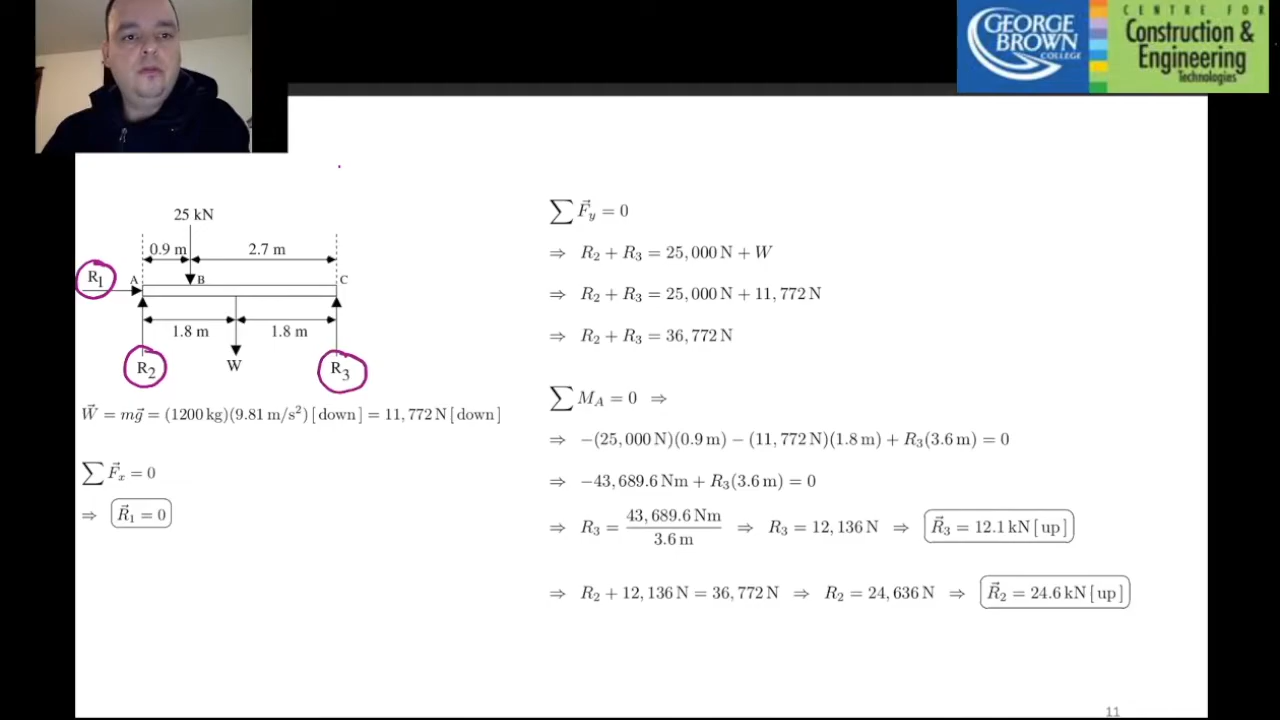 GEORGE
BROWN
COLLEGE
CENTRE FOR
Construction &
Engineering
Technologies
25 kN
0.9 m 2.7 m
R1 A B C
1.8 m 1.8 m
R2 W R3
W⃗ = mg⃗ = (1200 kg)(9.81 m/s²) [ down ] = 11,772 N [ down ]
∑ F⃗x = 0
⇒ R⃗1 = 0
∑ F⃗y = 0
⇒ R2 + R3 = 25,000 N + W
⇒ R2 + R3 = 25,000 N + 11,772 N
⇒ R2 + R3 = 36,772 N
∑ MA = 0 ⇒
⇒ −(25,000 N)(0.9 m) − (11,772 N)(1.8 m) + R3(3.6 m) = 0
⇒ −43,689.6 Nm + R3(3.6 m) = 0
⇒ R3 = 43,689.6 Nm / 3.6 m ⇒ R3 = 12,136 N ⇒ R⃗3 = 12.1 kN [ up ]
⇒ R2 + 12,136 N = 36,772 N ⇒ R2 = 24,636 N ⇒ R⃗2 = 24.6 kN [ up ]
11